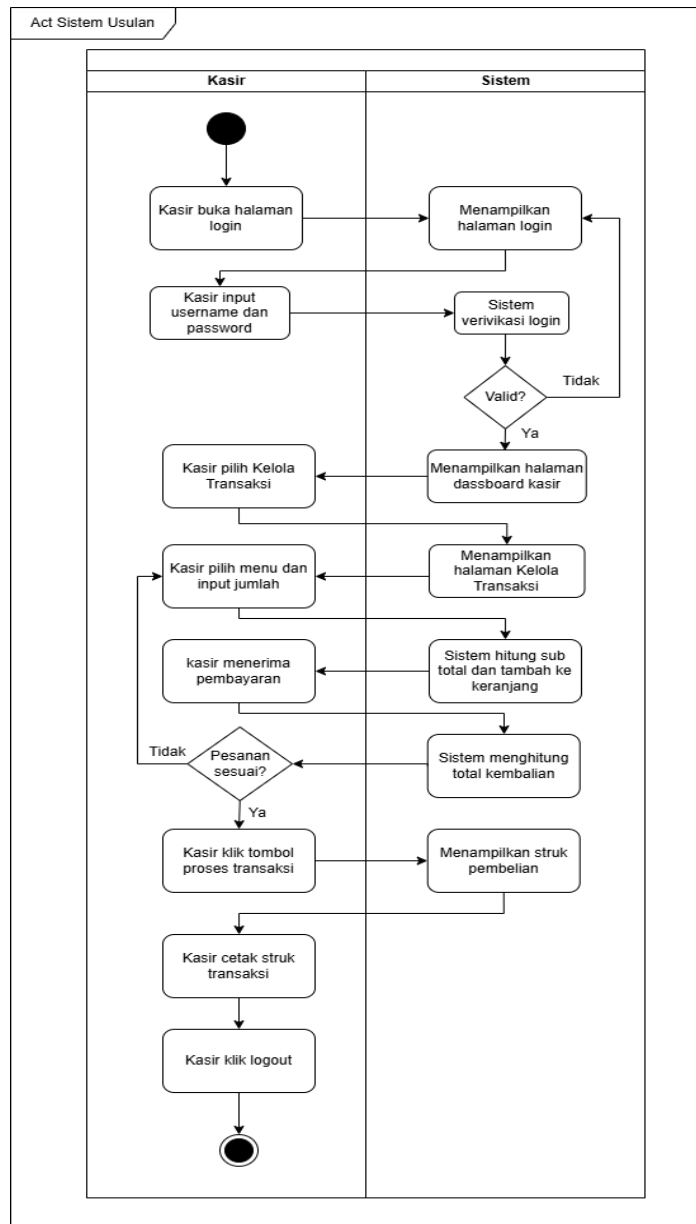 Act Sistem Usulan
Kasir
Sistem
Kasir buka halaman
login
Menampilkan
halaman login
Kasir input
username dan
password
Sistem
verivikasi login
Valid?
Tidak
Ya
Menampilkan halaman
dassboard kasir
Kasir pilih Kelola
Transaksi
Menampilkan
halaman Kelola
Transaksi
Kasir pilih menu dan
input jumlah
Sistem hitung sub
total dan tambah ke
keranjang
kasir menerima
pembayaran
Sistem menghitung
total kembalian
Pesanan
sesuai?
Tidak
Ya
Kasir klik tombol
proses transaksi
Menampilkan struk
pembelian
Kasir cetak struk
transaksi
Kasir klik logout